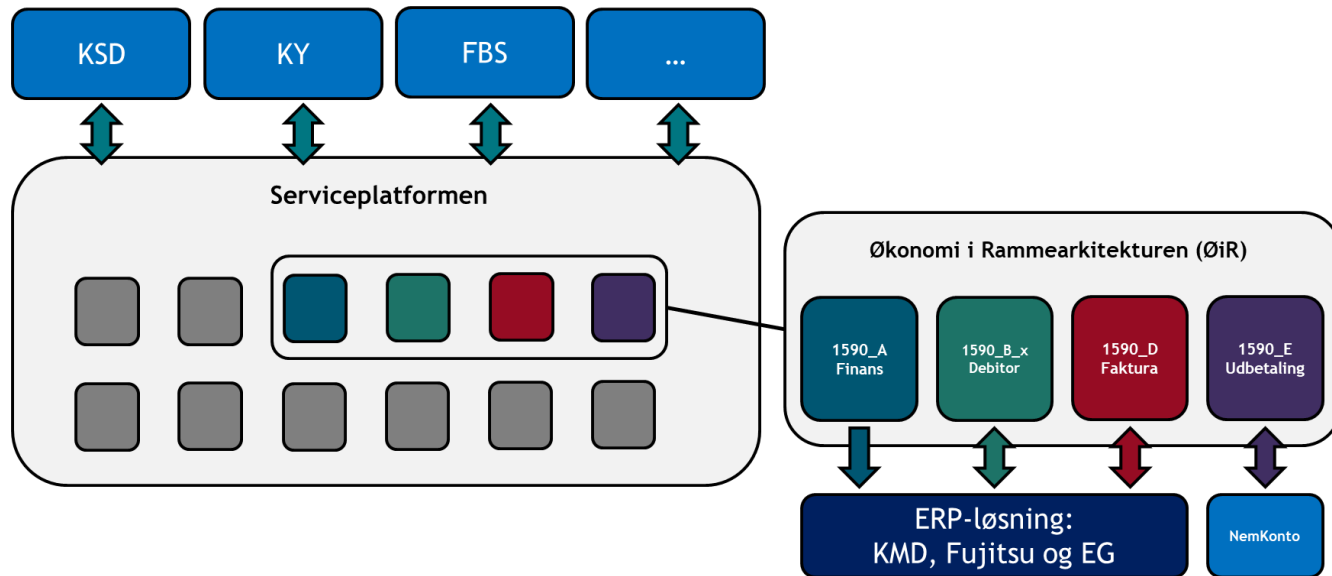 KSD
KY
FBS
...
Serviceplatformen
Økonomi i Rammearkitekturen (ØiR)
1590_A
Finans
1590_B_x
Debitor
1590_D
Faktura
1590_E
Udbetaling
ERP-løsning:
KMD, Fujitsu og EG
NemKonto